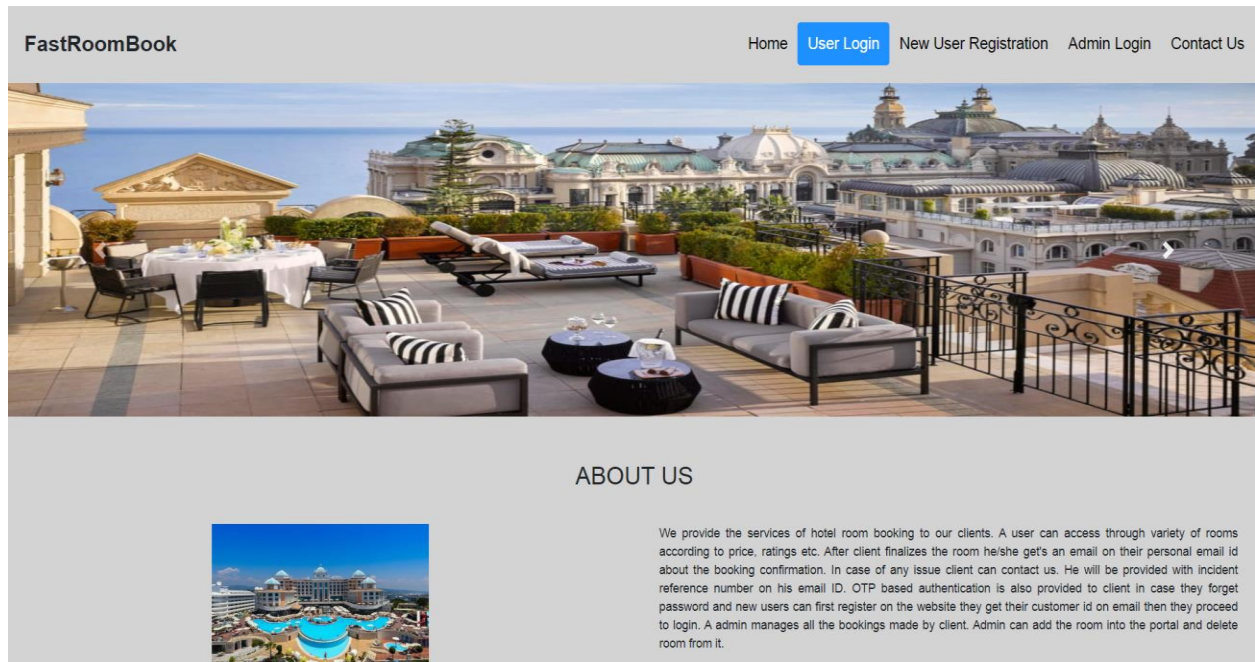 FastRoomBook
Home User Login New User Registration Admin Login Contact Us
ABOUT US
We provide the services of hotel room booking to our clients. A user can access through variety of rooms
according to price, ratings etc. After client finalizes the room he/she get's an email on their personal email id
about the booking confirmation. In case of any issue client can contact us. He will be provided with incident
reference number on his email ID. OTP based authentication is also provided to client in case they forget
password and new users can first register on the website they get their customer id on email then they proceed
to login. A admin manages all the bookings made by client. Admin can add the room into the portal and delete
room from it.